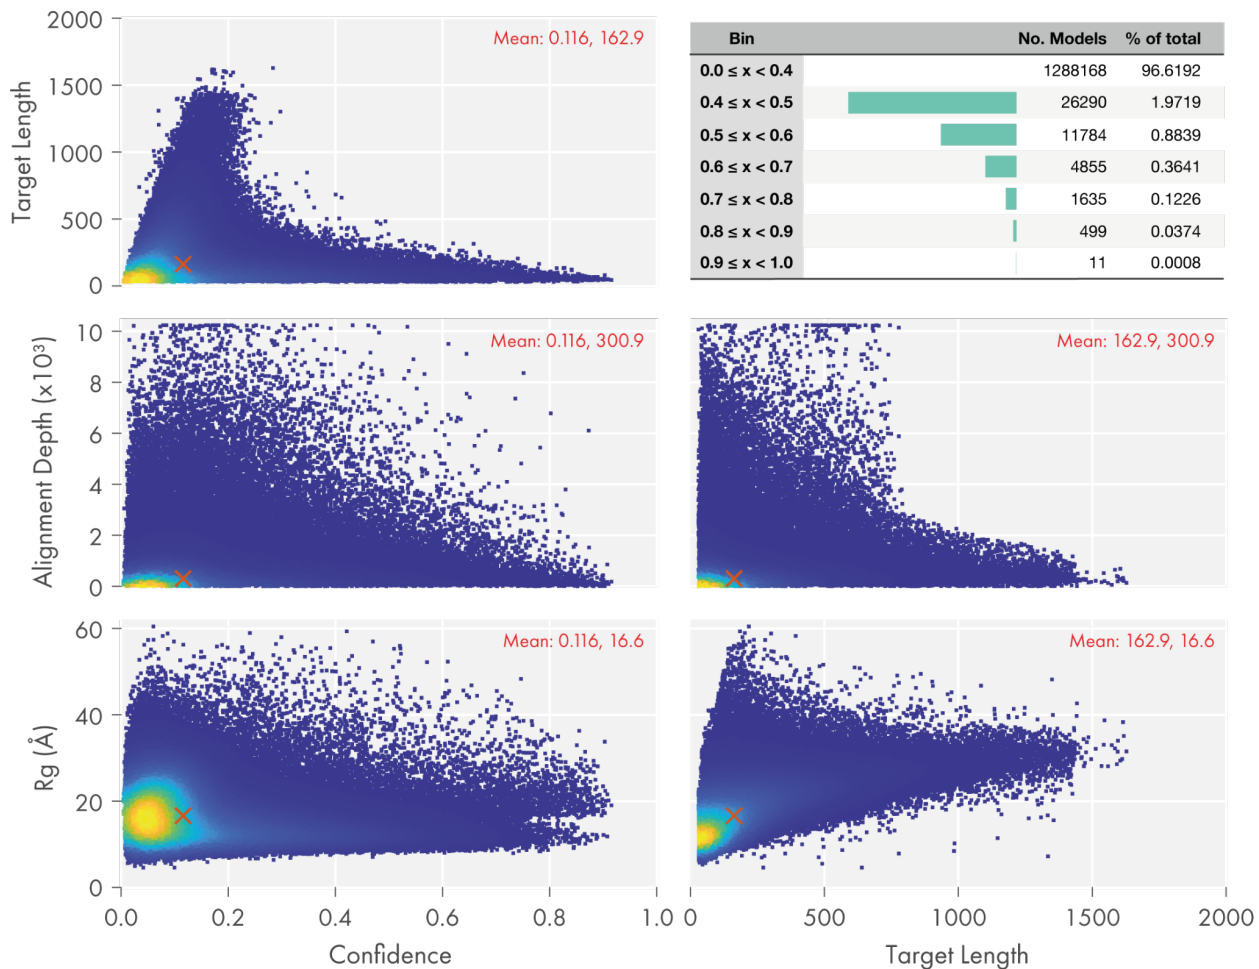 2000
1500
1000
500
0
Target Length
Mean: 0.116, 162.9
Bin No. Models % of total
0.0 ≤ x < 0.4 1288168 96.6192
0.4 ≤ x < 0.5 26290 1.9719
0.5 ≤ x < 0.6 11784 0.8839
0.6 ≤ x < 0.7 4855 0.3641
0.7 ≤ x < 0.8 1635 0.1226
0.8 ≤ x < 0.9 499 0.0374
0.9 ≤ x < 1.0 11 0.0008
10
8
6
4
2
0
Alignment Depth (x10³)
Mean: 0.116, 300.9
Mean: 162.9, 300.9
60
40
20
0
Rg (Å)
Mean: 0.116, 16.6
Mean: 162.9, 16.6
0.0 0.2 0.4 0.6 0.8 1.0
Confidence
0 500 1000 1500 2000
Target Length